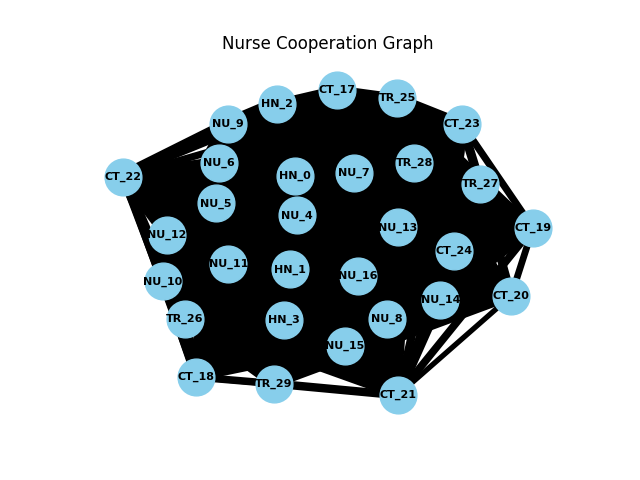 Nurse Cooperation Graph
CT_17
TR_25
HN_2
NU_9
CT_23
NU_6
TR_28
NU_7
HN_0
CT_22
TR_27
NU_5
NU_4
NU_13
CT_19
NU_12
CT_24
NU_11
HN_1
NU_16
NU_10
CT_20
NU_14
TR_26
HN_3
NU_8
NU_15
CT_18
TR_29
CT_21